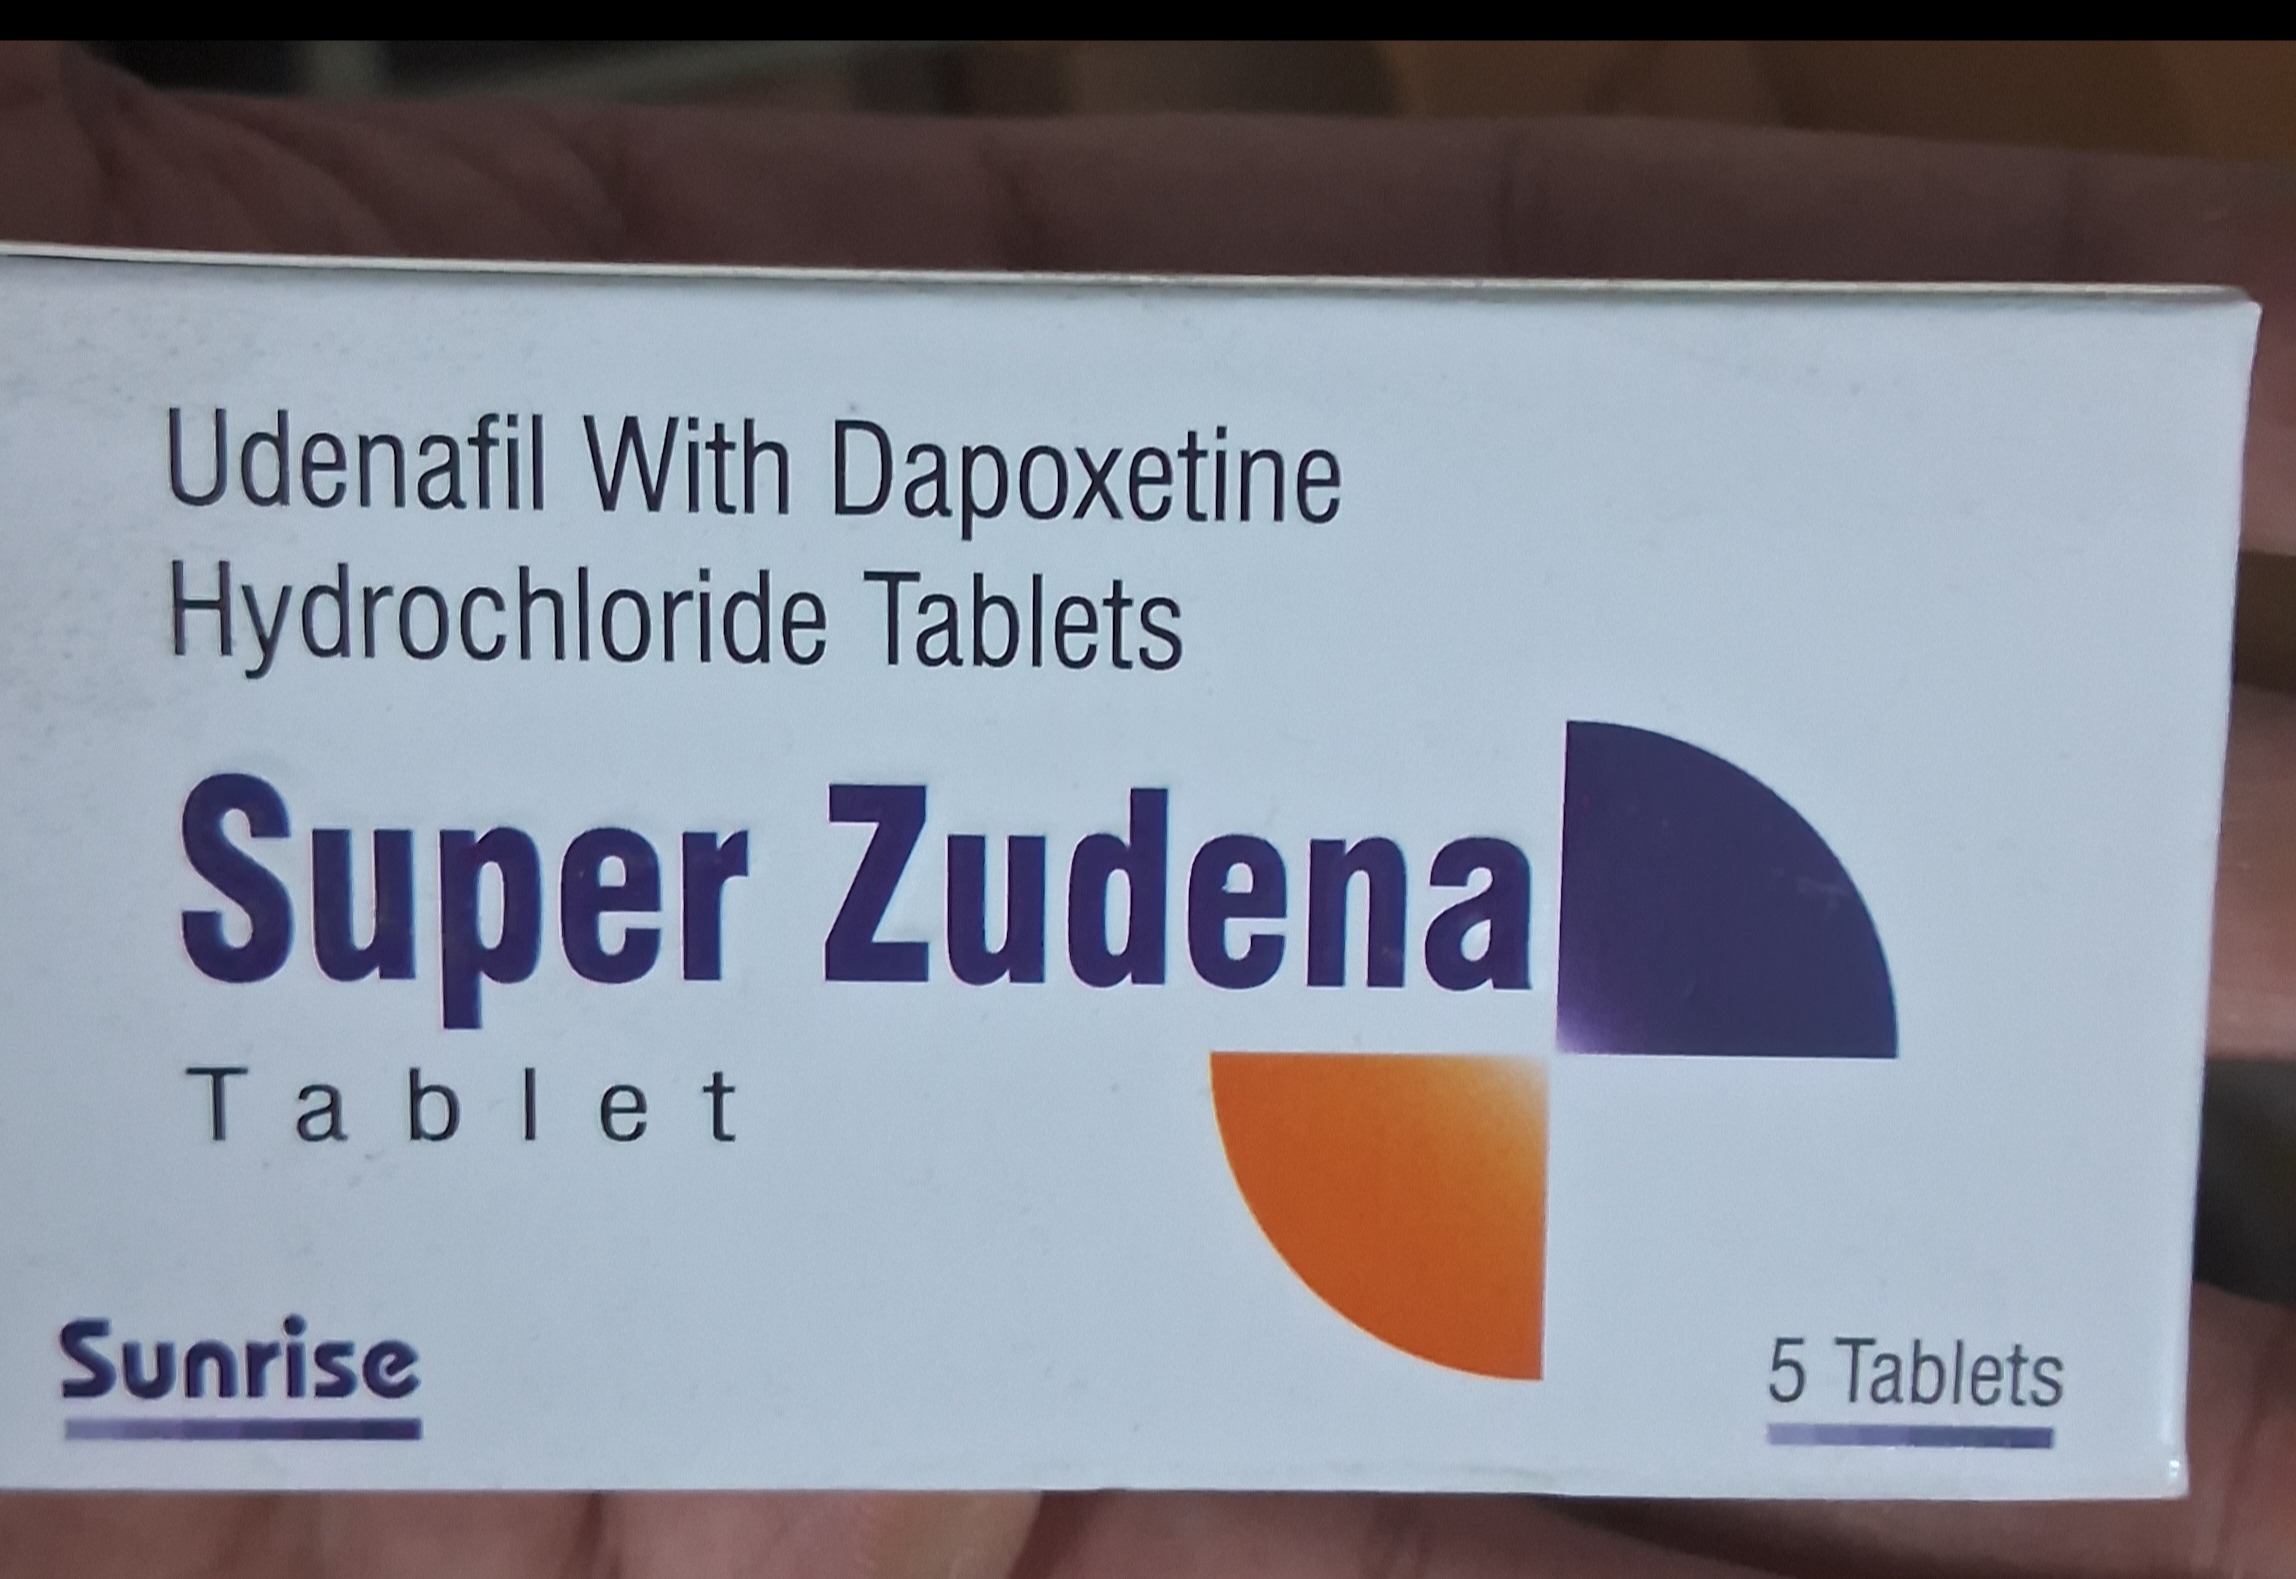 Udenafil With Dapoxetine
Hydrochloride Tablets
Super Zudena
Tablet
Sunrise
5 Tablets